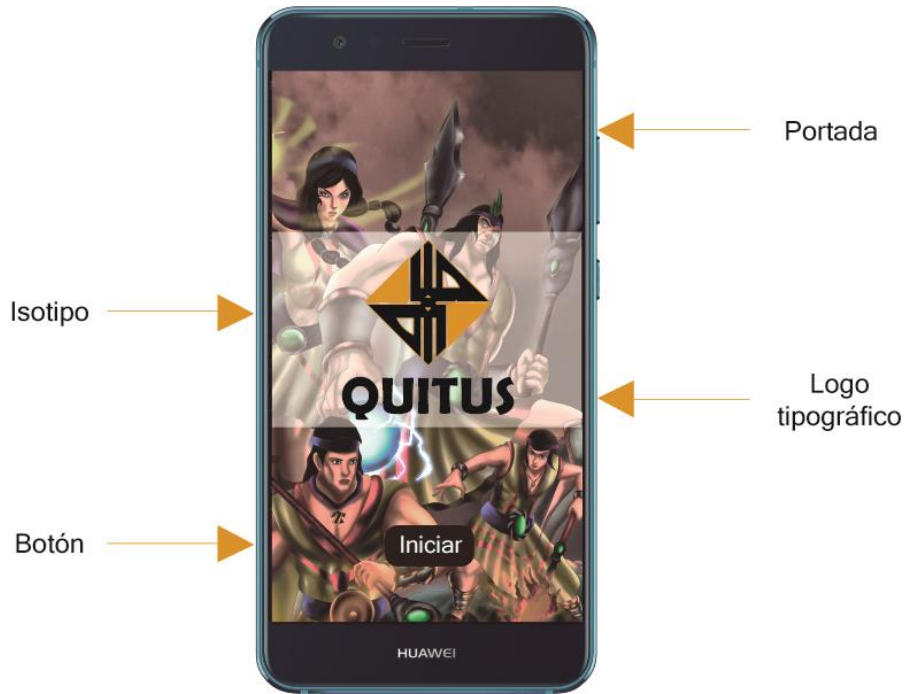 Portada
Isotipo
QUITUS
Logo
tipográfico
Botón
Iniciar
HUAWEI